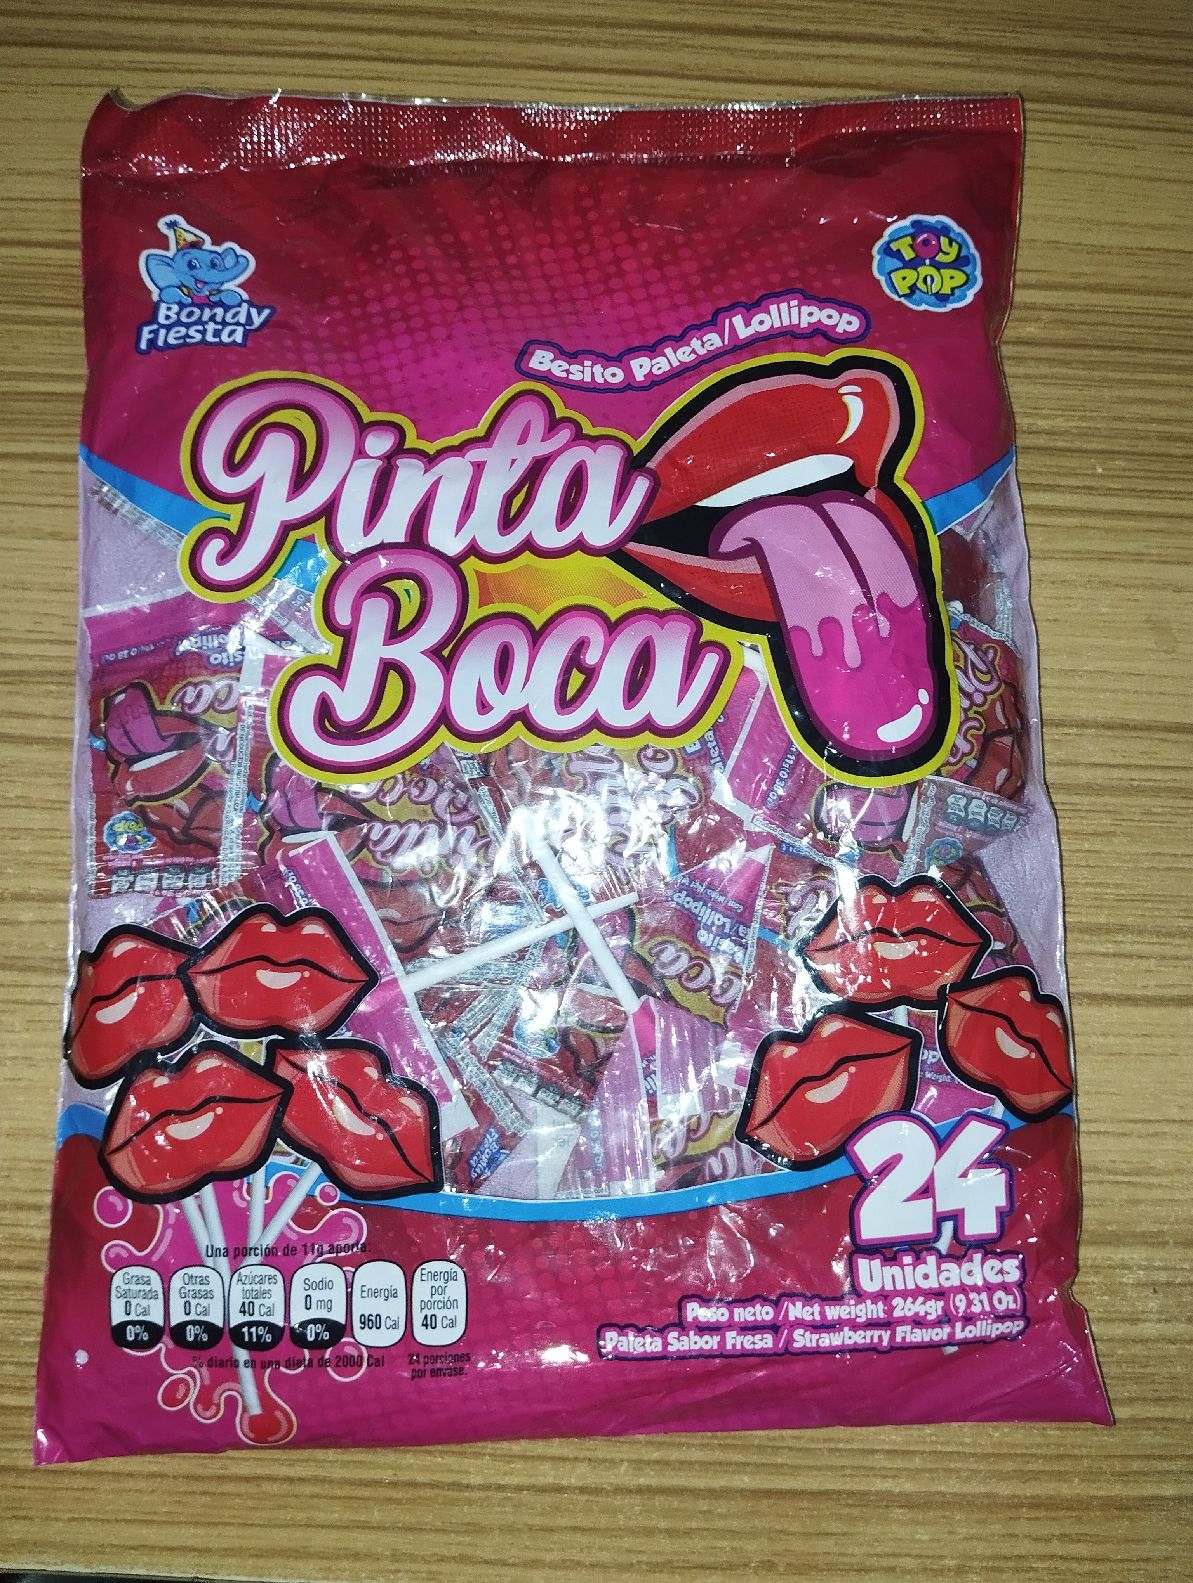 Bondy
Fiesta
TOY
POP
Besito Paleta/Lollipop
Pinta
Boca
24
Unidades
Peso neto / Net weight 264gr (9.31 Oz)
Paleta Sabor Fresa / Strawberry Flavor Lollipop
Una porción de 11g aporta:
Grasa Saturada 0 Cal 0%
Otras Grasas 0 Cal 0%
Azúcares totales 40 Cal 11%
Sodio 0 mg 0%
Energía 960 Cal
Energía por porción 40 Cal
% diario en una dieta de 2000 Cal
24 porciones
por envase.